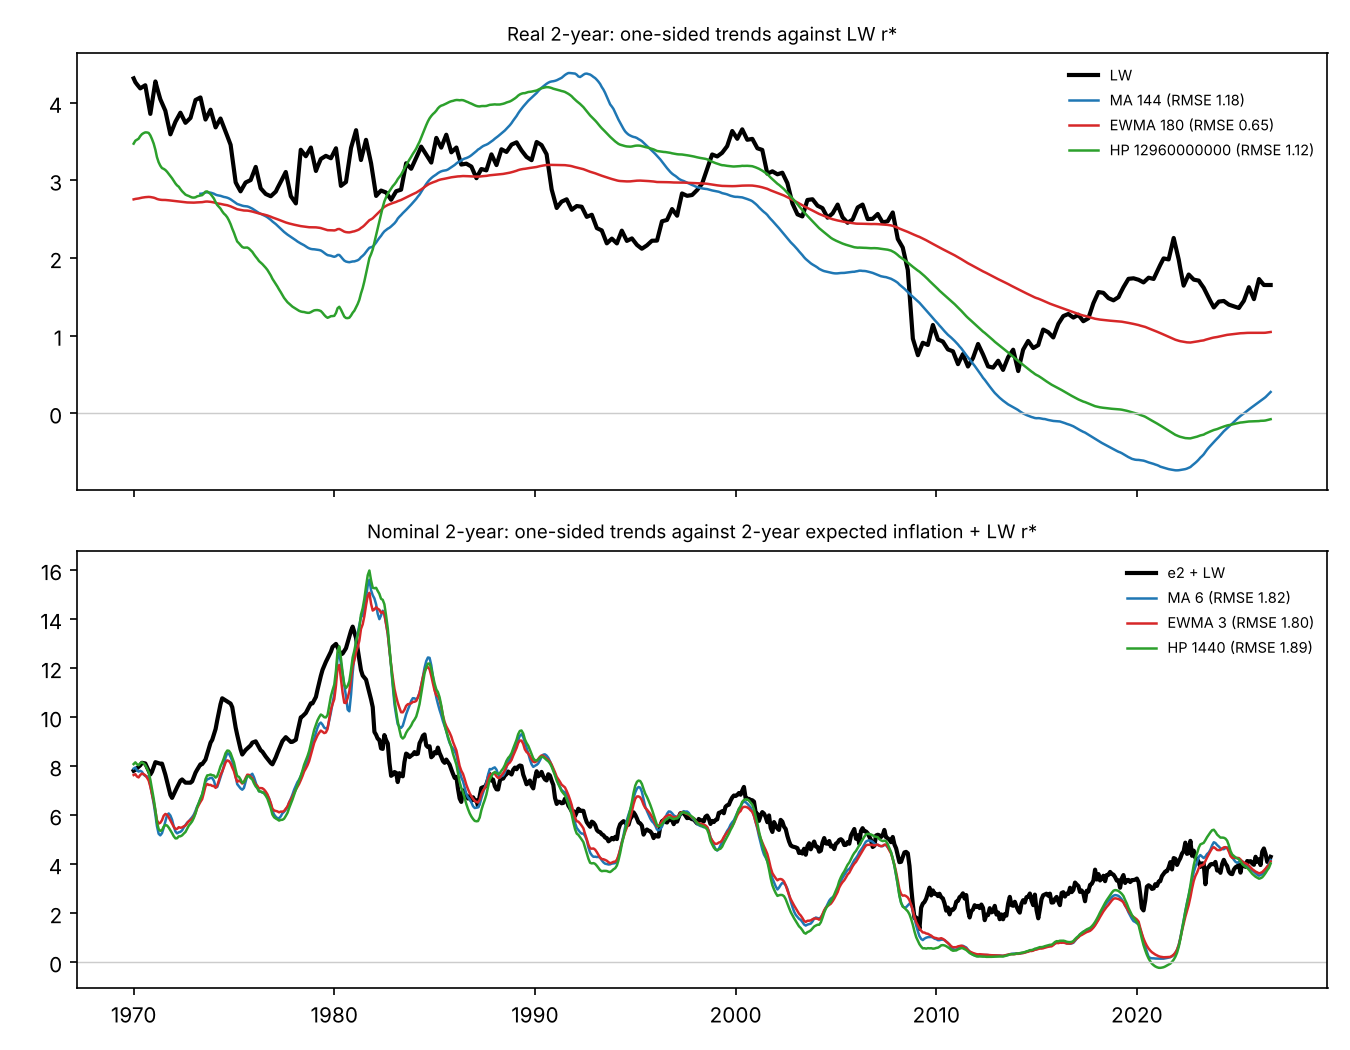 Real 2-year: one-sided trends against LW r*
LW
MA 144 (RMSE 1.18)
EWMA 180 (RMSE 0.65)
HP 12960000000 (RMSE 1.12)
4
3
2
1
0
Nominal 2-year: one-sided trends against 2-year expected inflation + LW r*
e2 + LW
MA 6 (RMSE 1.82)
EWMA 3 (RMSE 1.80)
HP 1440 (RMSE 1.89)
16
14
12
10
8
6
4
2
0
1970 1980 1990 2000 2010 2020